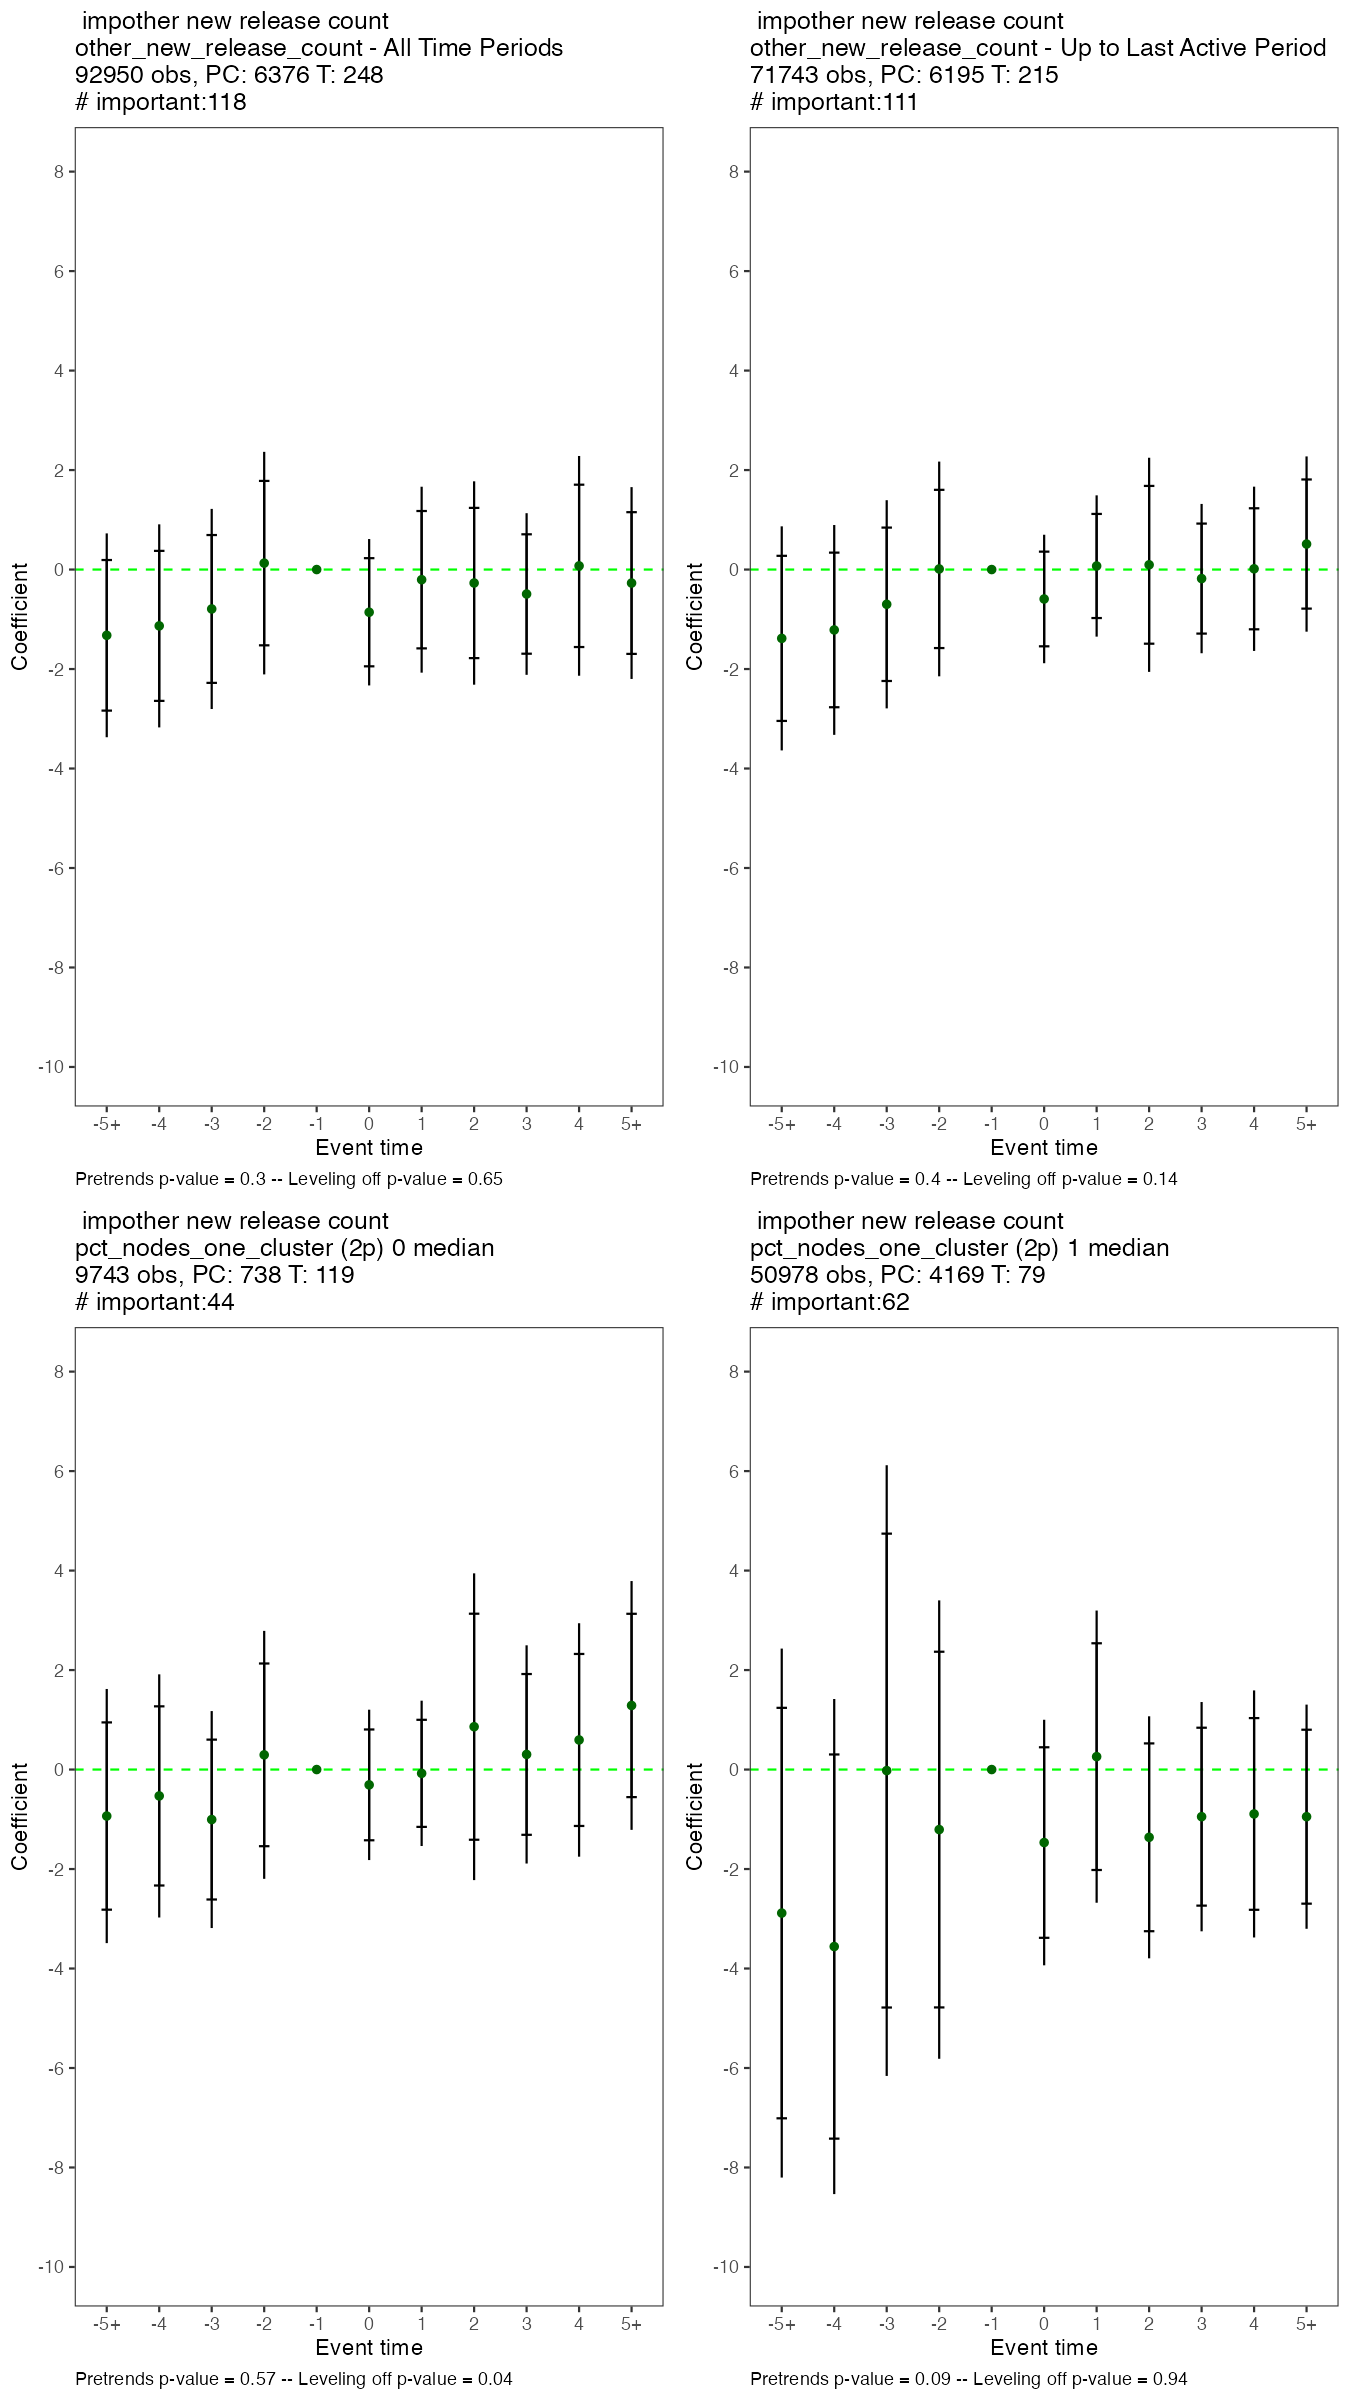 impother new release count
other_new_release_count - All Time Periods
92950 obs, PC: 6376 T: 248
# important:118
8
6
4
2
0
-2
-4
-6
-8
-10
Coefficient
-5+ -4 -3 -2 -1 0 1 2 3 4 5+
Event time
Pretrends p-value = 0.3 -- Leveling off p-value = 0.65
impother new release count
other_new_release_count - Up to Last Active Period
71743 obs, PC: 6195 T: 215
# important:111
8
6
4
2
0
-2
-4
-6
-8
-10
Coefficient
-5+ -4 -3 -2 -1 0 1 2 3 4 5+
Event time
Pretrends p-value = 0.4 -- Leveling off p-value = 0.14
impother new release count
pct_nodes_one_cluster (2p) 0 median
9743 obs, PC: 738 T: 119
# important:44
8
6
4
2
0
-2
-4
-6
-8
-10
Coefficient
-5+ -4 -3 -2 -1 0 1 2 3 4 5+
Event time
Pretrends p-value = 0.57 -- Leveling off p-value = 0.04
impother new release count
pct_nodes_one_cluster (2p) 1 median
50978 obs, PC: 4169 T: 79
# important:62
8
6
4
2
0
-2
-4
-6
-8
-10
Coefficient
-5+ -4 -3 -2 -1 0 1 2 3 4 5+
Event time
Pretrends p-value = 0.09 -- Leveling off p-value = 0.94